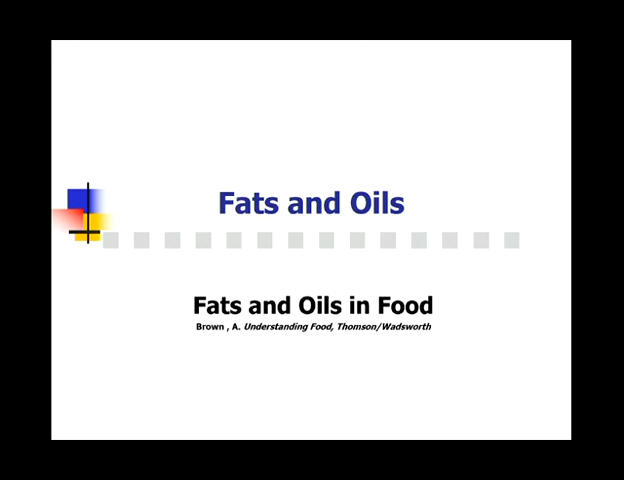 Fats and Oils
Fats and Oils in Food
Brown , A. Understanding Food, Thomson/Wadsworth